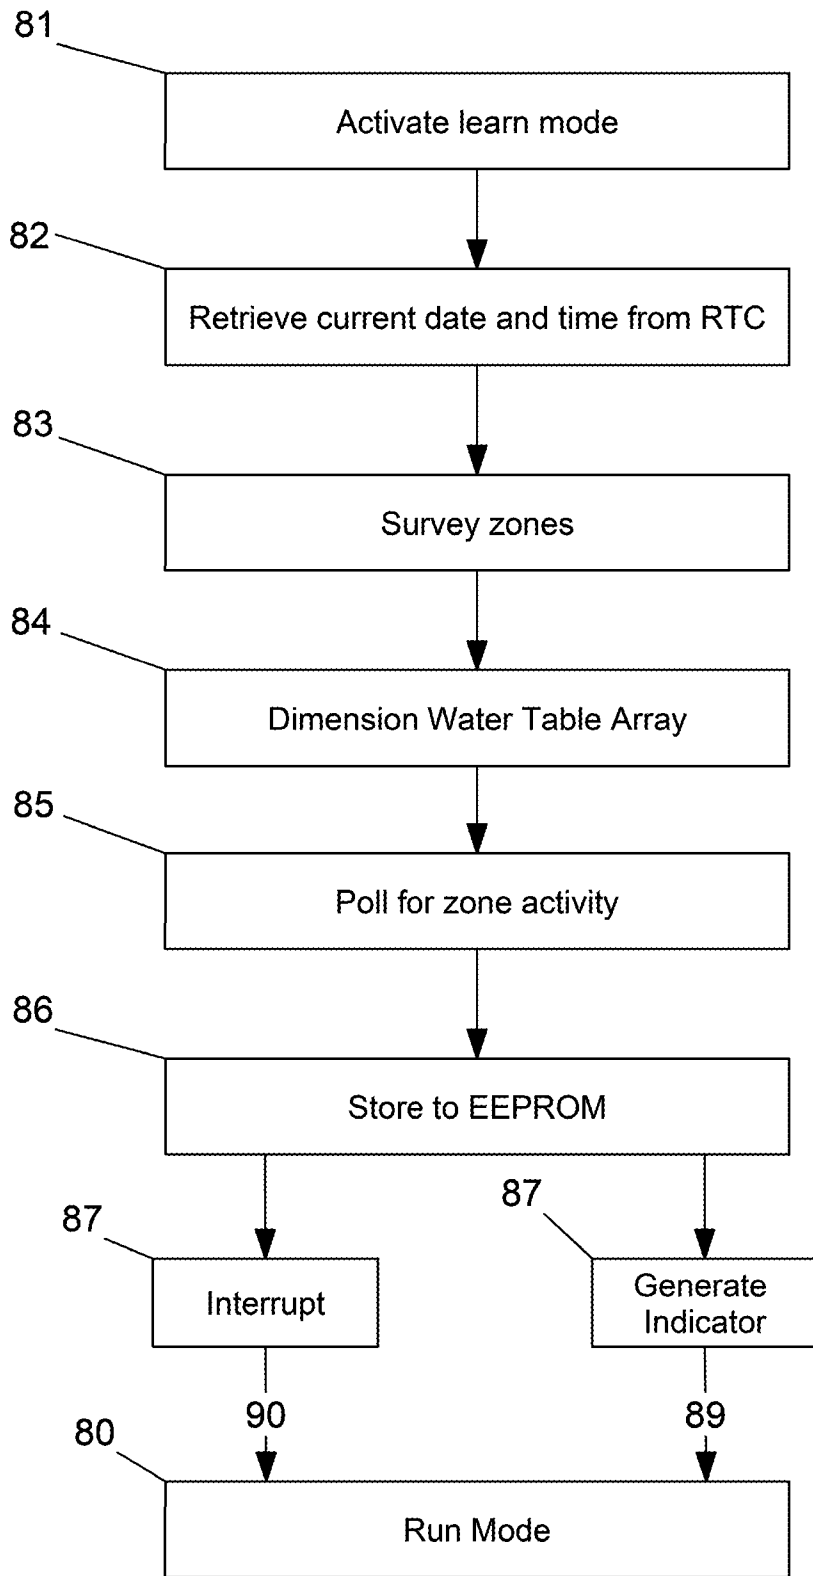 81
Activate learn mode
82
Retrieve current date and time from RTC
83
Survey zones
84
Dimension Water Table Array
85
Poll for zone activity
86
Store to EEPROM
87
87
Interrupt
Generate
Indicator
90
89
80
Run Mode